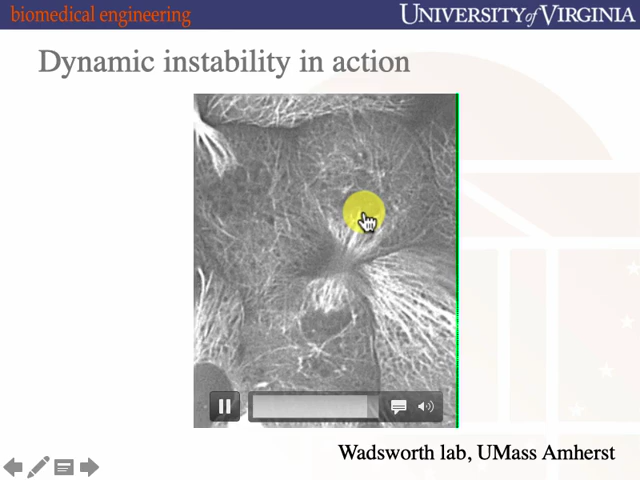 biomedical engineering
UNIVERSITY of VIRGINIA
Dynamic instability in action
Wadsworth lab, UMass Amherst